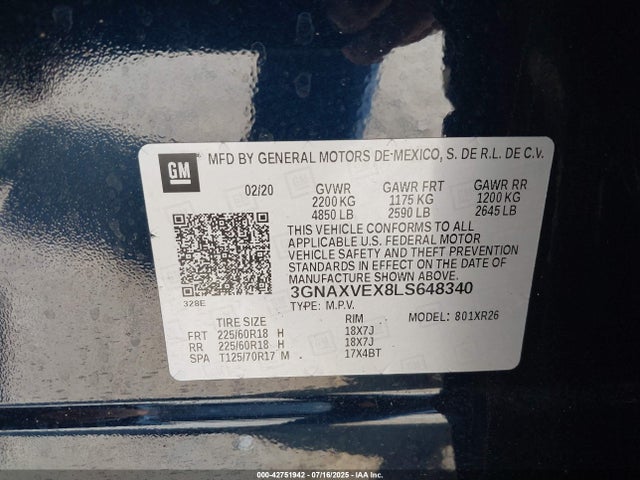 GM
MFD BY GENERAL MOTORS DE MEXICO, S. DE R.L. DE C.V.
02/20 GVWR GAWR FRT GAWR RR
2200 KG 1175 KG 1200 KG
4850 LB 2590 LB 2645 LB
THIS VEHICLE CONFORMS TO ALL
APPLICABLE U.S. FEDERAL MOTOR
VEHICLE SAFETY AND THEFT PREVENTION
STANDARDS IN EFFECT ON THE DATE OF
MANUFACTURE SHOWN ABOVE.
328E 3GNAXVEX8LS648340
TYPE: M.P.V. MODEL: 801XR26
TIRE SIZE RIM
FRT 225/60R18 H 18X7J
RR 225/60R18 H 18X7J
SPA T125/70R17 M 17X4BT
000-42751942 - 07/16/2025 - IAA Inc.